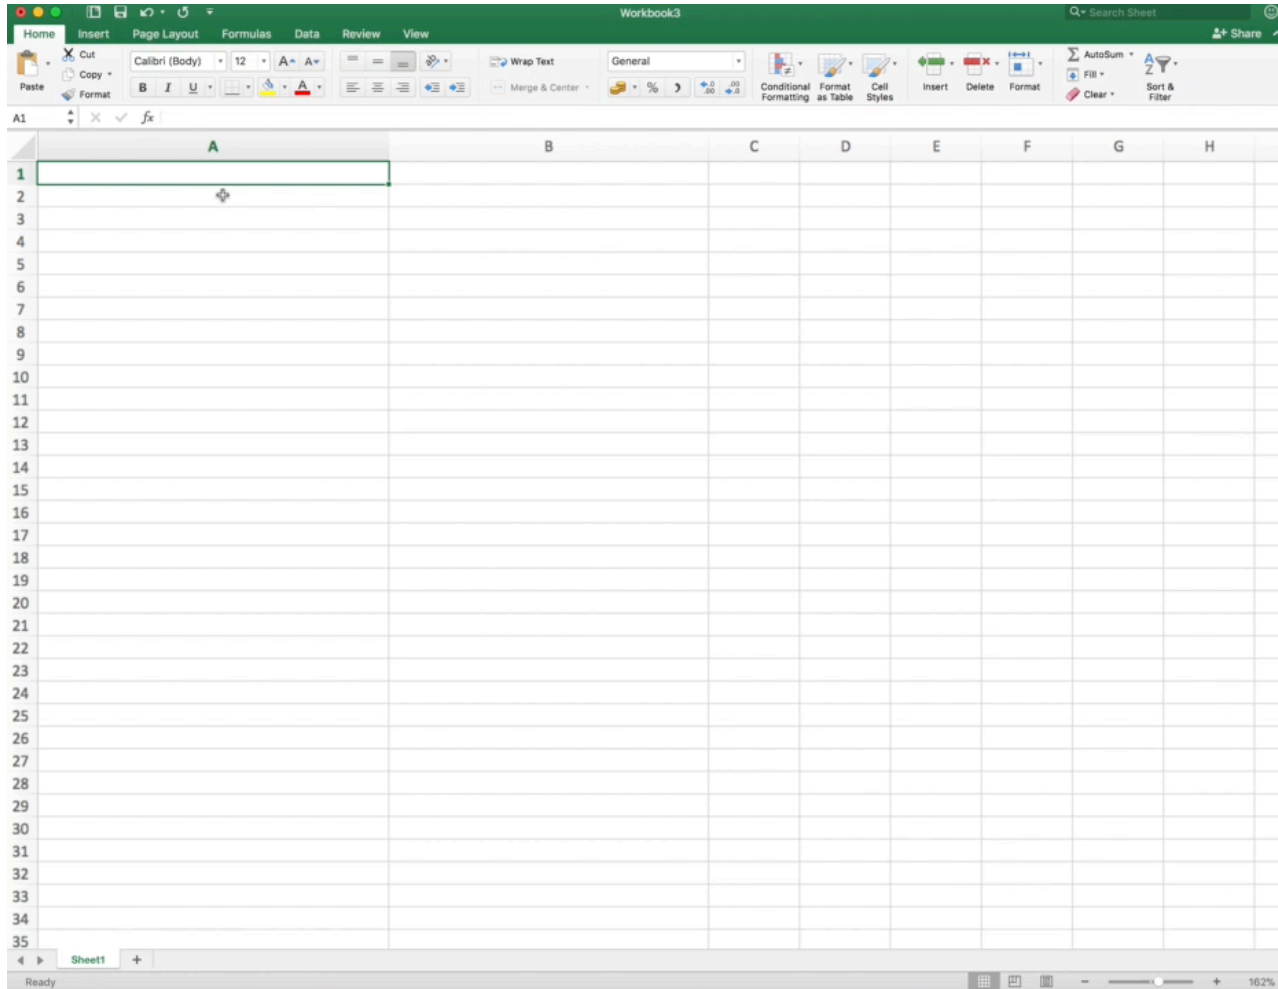 Workbook3
Search Sheet
Home Insert Page Layout Formulas Data Review View
Share
Paste
Cut
Copy
Format
Calibri (Body) 12 A A
B I U A
Wrap Text
Merge & Center
General
% )
.0 .00
.00 .0
Conditional Formatting
Format as Table
Cell Styles
Insert
Delete
Format
AutoSum
Fill
Clear
A Z
Sort & Filter
A1 fx
A B C D E F G H
1
2
3
4
5
6
7
8
9
10
11
12
13
14
15
16
17
18
19
20
21
22
23
24
25
26
27
28
29
30
31
32
33
34
35
Sheet1 +
Ready
− + 162%